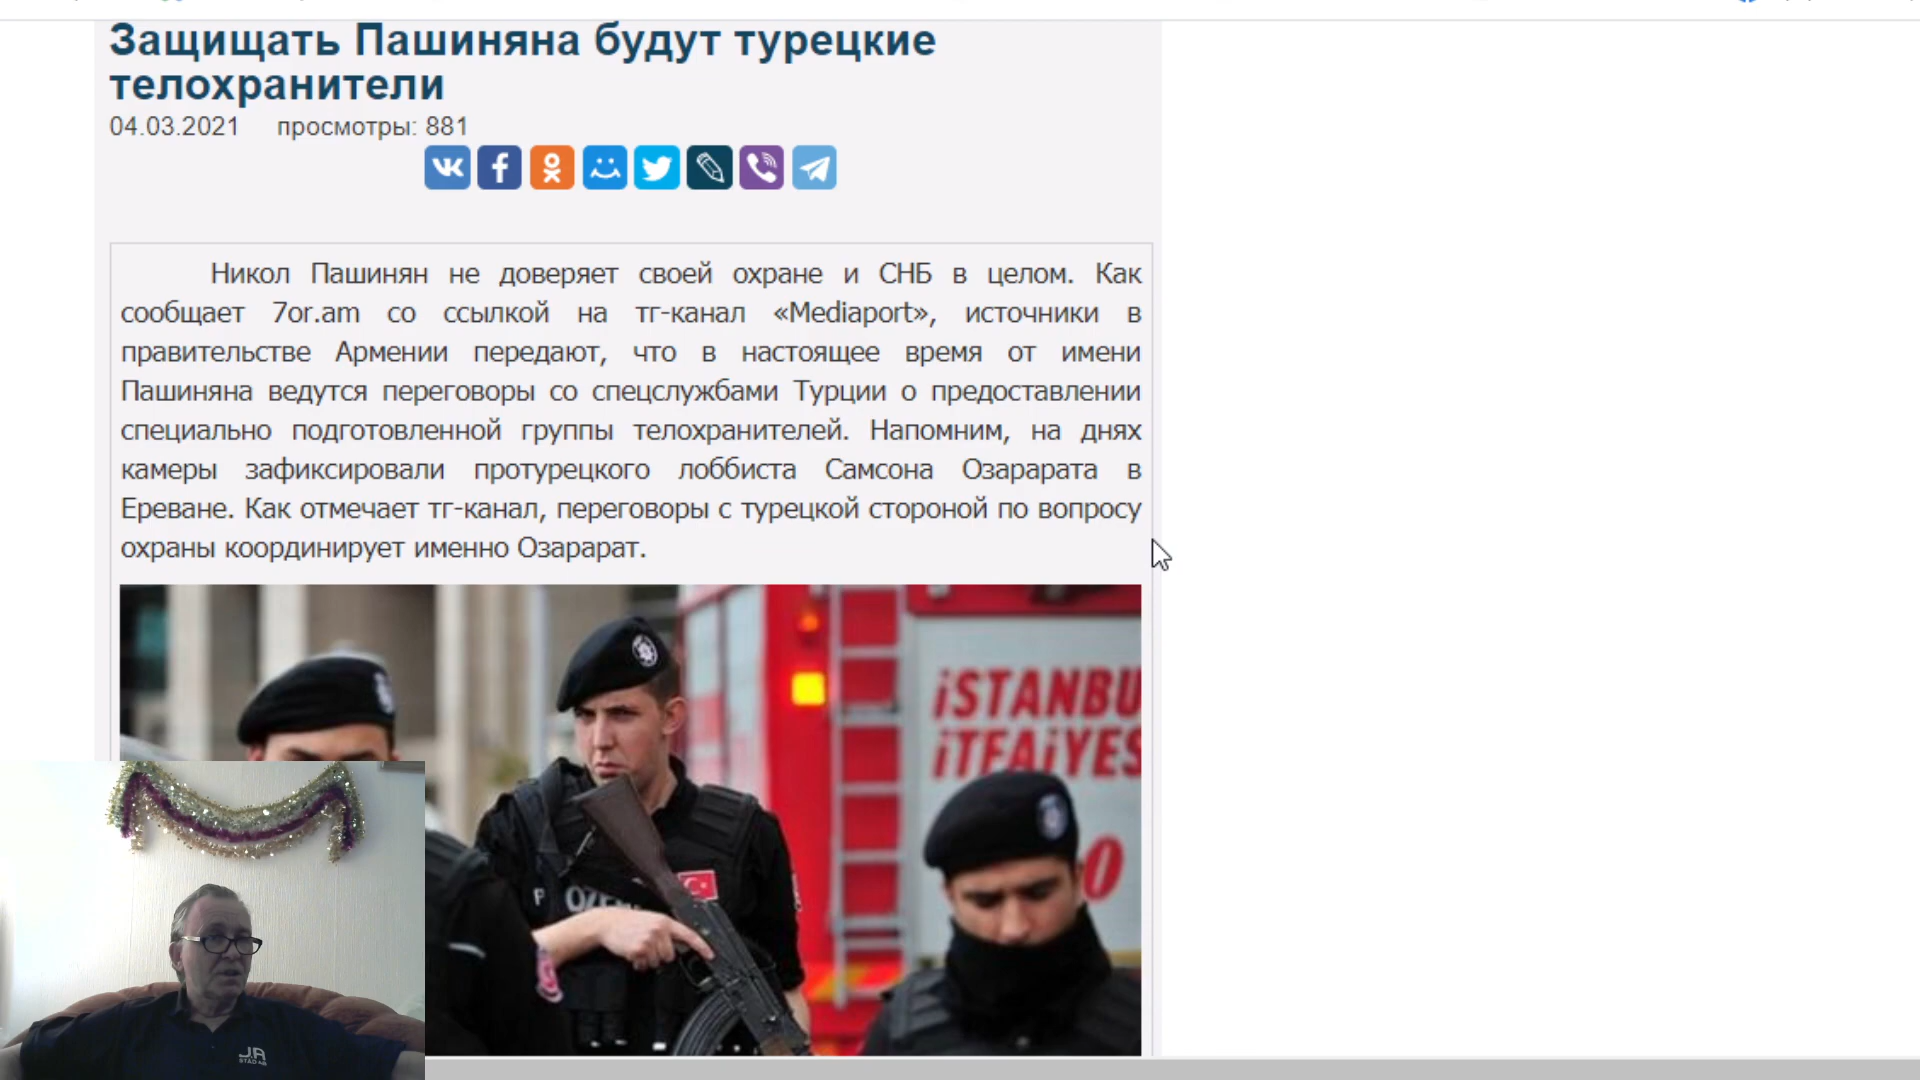 Защищать Пашиняна будут турецкие
телохранители
04.03.2021 просмотры: 881
Никол Пашинян не доверяет своей охране и СНБ в целом. Как
сообщает 7or.am со ссылкой на тг-канал «Mediaport», источники в
правительстве Армении передают, что в настоящее время от имени
Пашиняна ведутся переговоры со спецслужбами Турции о предоставлении
специально подготовленной группы телохранителей. Напомним, на днях
камеры зафиксировали протурецкого лоббиста Самсона Озарарата в
Ереване. Как отмечает тг-канал, переговоры с турецкой стороной по вопросу
охраны координирует именно Озарарат.
İSTANBU
İTFAİYES
0
J.A